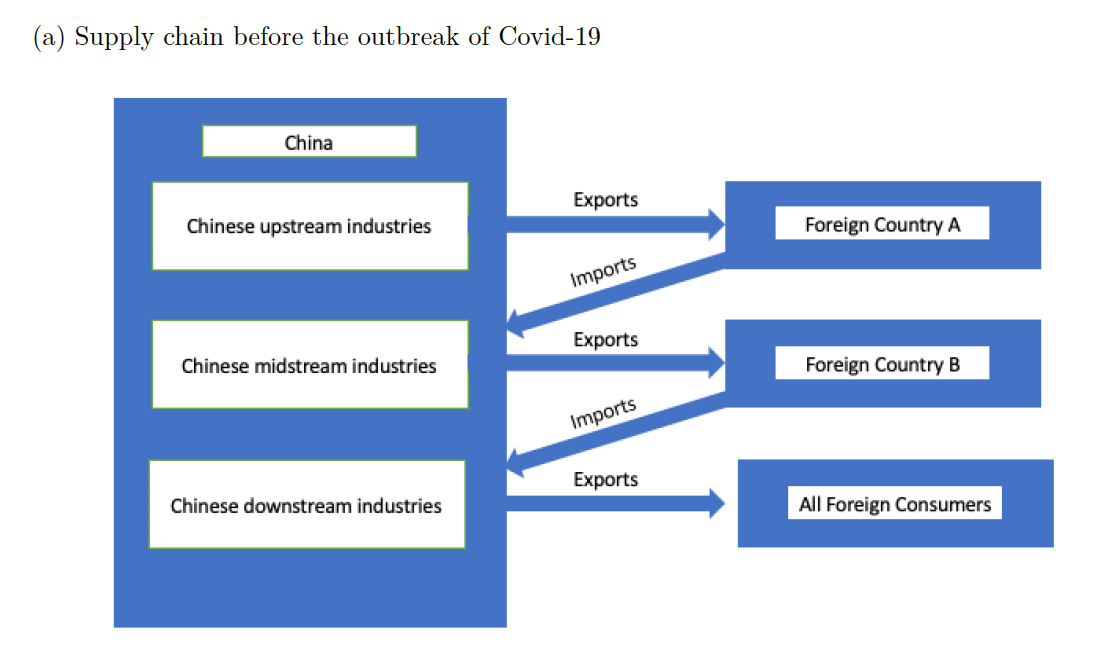 (a) Supply chain before the outbreak of Covid-19
China
Chinese upstream industries
Exports
Foreign Country A
Imports
Chinese midstream industries
Exports
Foreign Country B
Imports
Chinese downstream industries
Exports
All Foreign Consumers